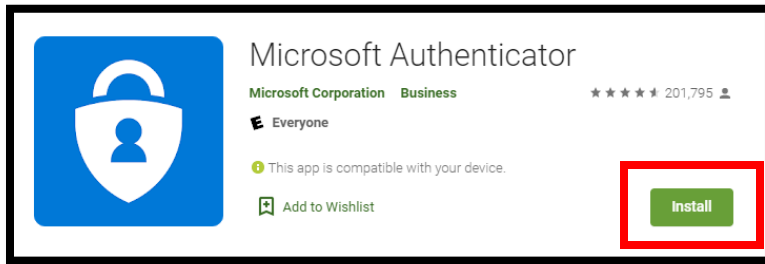 Microsoft Authenticator
Microsoft Corporation Business 201,795
E Everyone
This app is compatible with your device.
Add to Wishlist
Install